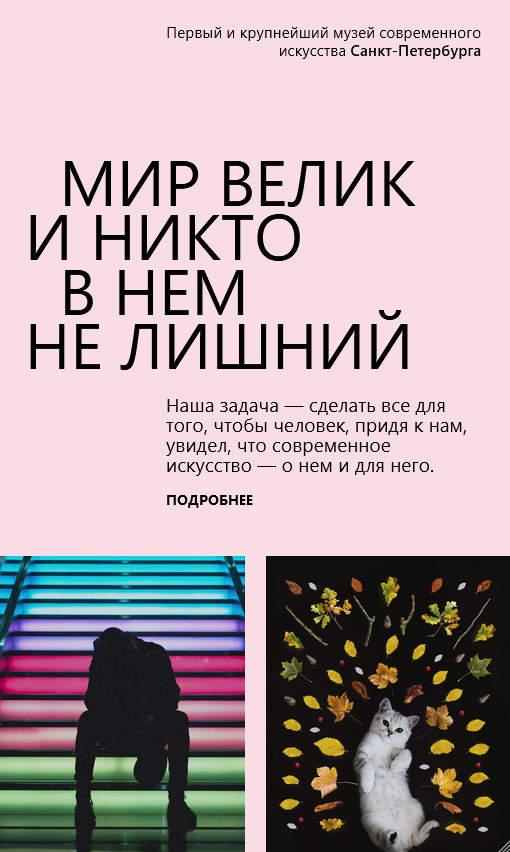 Первый и крупнейший музей современного
искусства Санкт-Петербурга
МИР ВЕЛИК
И НИКТО
В НЕМ
НЕ ЛИШНИЙ
Наша задача — сделать все для
того, чтобы человек, придя к нам,
увидел, что современное
искусство — о нем и для него.
ПОДРОБНЕЕ